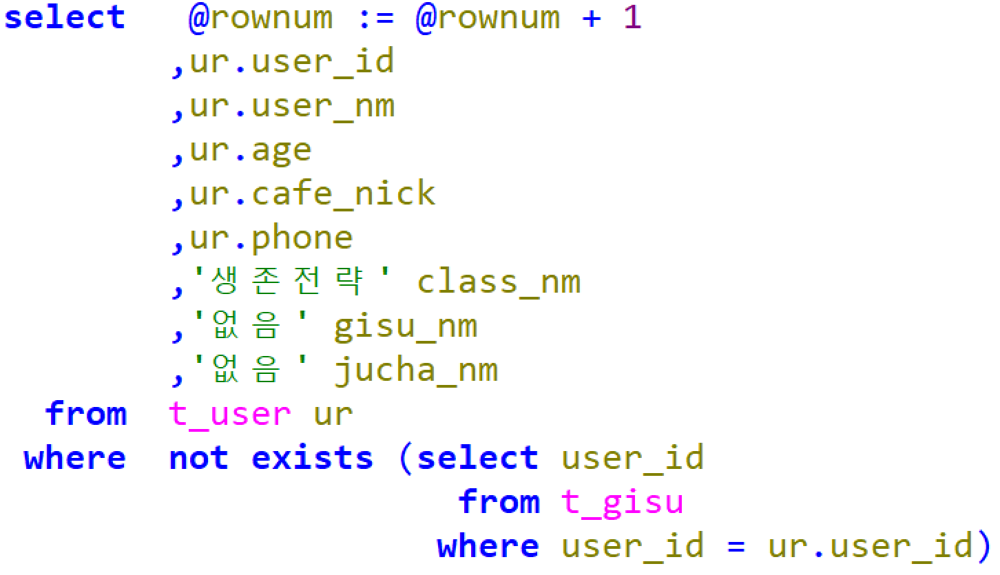 select   @rownum := @rownum + 1
        ,ur.user_id
        ,ur.user_nm
        ,ur.age
        ,ur.cafe_nick
        ,ur.phone
        ,'생존전략' class_nm
        ,'없음' gisu_nm
        ,'없음' jucha_nm
  from  t_user ur
 where  not exists (select user_id
                      from t_gisu
                     where user_id = ur.user_id)